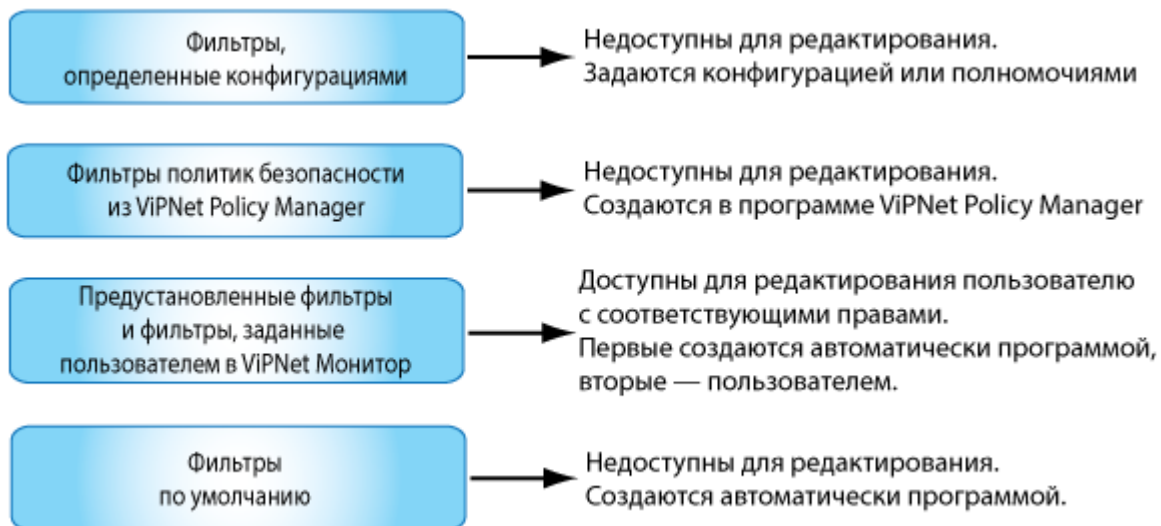 Фильтры,
определенные конфигурациями
Недоступны для редактирования.
Задаются конфигурацией или полномочиями
Фильтры политик безопасности
из ViPNet Policy Manager
Недоступны для редактирования.
Создаются в программе ViPNet Policy Manager
Предустановленные фильтры
и фильтры, заданные
пользователем в ViPNet Монитор
Доступны для редактирования пользователю
с соответствующими правами.
Первые создаются автоматически программой,
вторые — пользователем.
Фильтры
по умолчанию
Недоступны для редактирования.
Создаются автоматически программой.